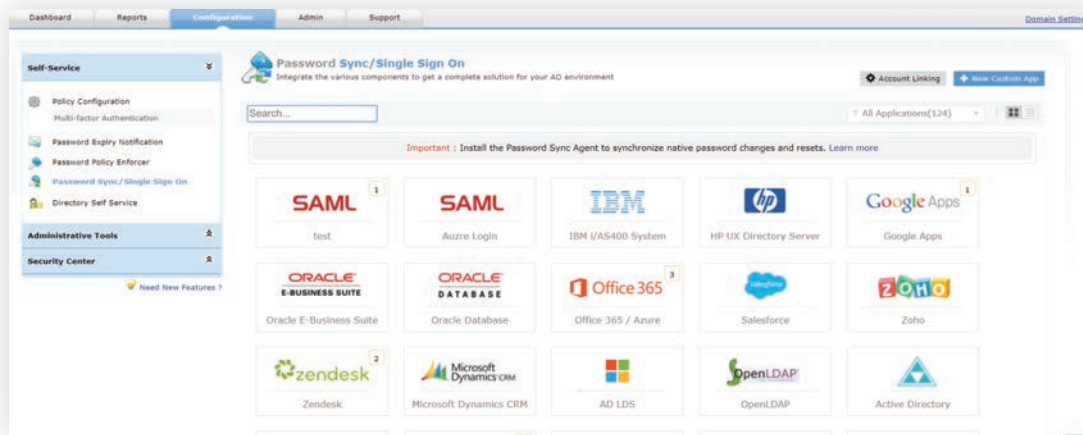 Dashboard
Reports
Configuration
Admin
Support
Domain Setting
Self-Service
Policy Configuration
Multi-factor Authentication
Password Expiry Notification
Password Policy Enforcer
Password Sync/Single Sign On
Directory Self Service
Administrative Tools
Security Center
Need New Features ?
Password Sync/Single Sign On
Integrate the various components to get a complete solution for your AD environment
Account Linking
New Custom App
Search...
All Applications(124)
Important : Install the Password Sync Agent to synchronize native password changes and resets. Learn more
SAML
1
test
SAML
Auzre Login
IBM
IBM i/AS400 System
hp
HP UX Directory Server
Google Apps
1
Google Apps
ORACLE
E-BUSINESS SUITE
Oracle E-Business Suite
ORACLE
DATABASE
Oracle Database
Office 365
3
Office 365 / Azure
salesforce
Salesforce
ZOHO
Zoho
zendesk
2
Zendesk
Microsoft
Dynamics CRM
Microsoft Dynamics CRM
AD LDS
OpenLDAP
OpenLDAP
Active Directory